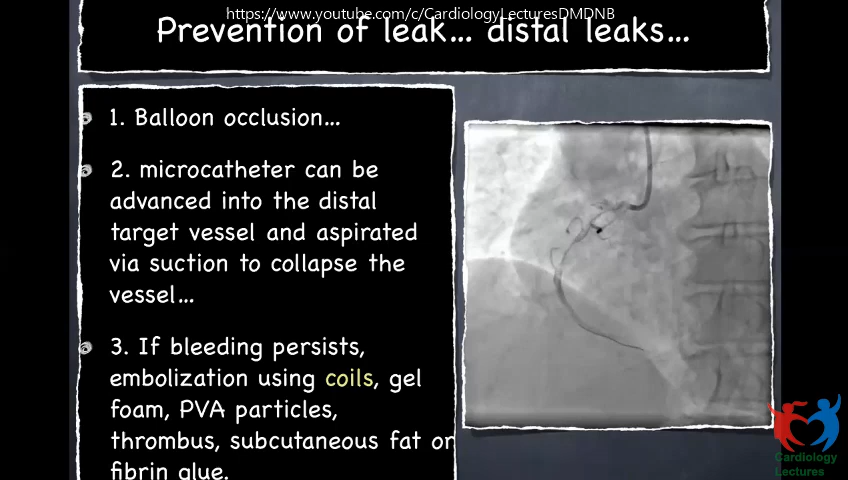 https://www.youtube.com/c/CardiologyLecturesDMDNB
Prevention of leak... distal leaks...
1. Balloon occlusion...
2. microcatheter can be
advanced into the distal
target vessel and aspirated
via suction to collapse the
vessel...
3. If bleeding persists,
embolization using coils, gel
foam, PVA particles,
thrombus, subcutaneous fat or
fibrin glue.
Cardiology
Lectures